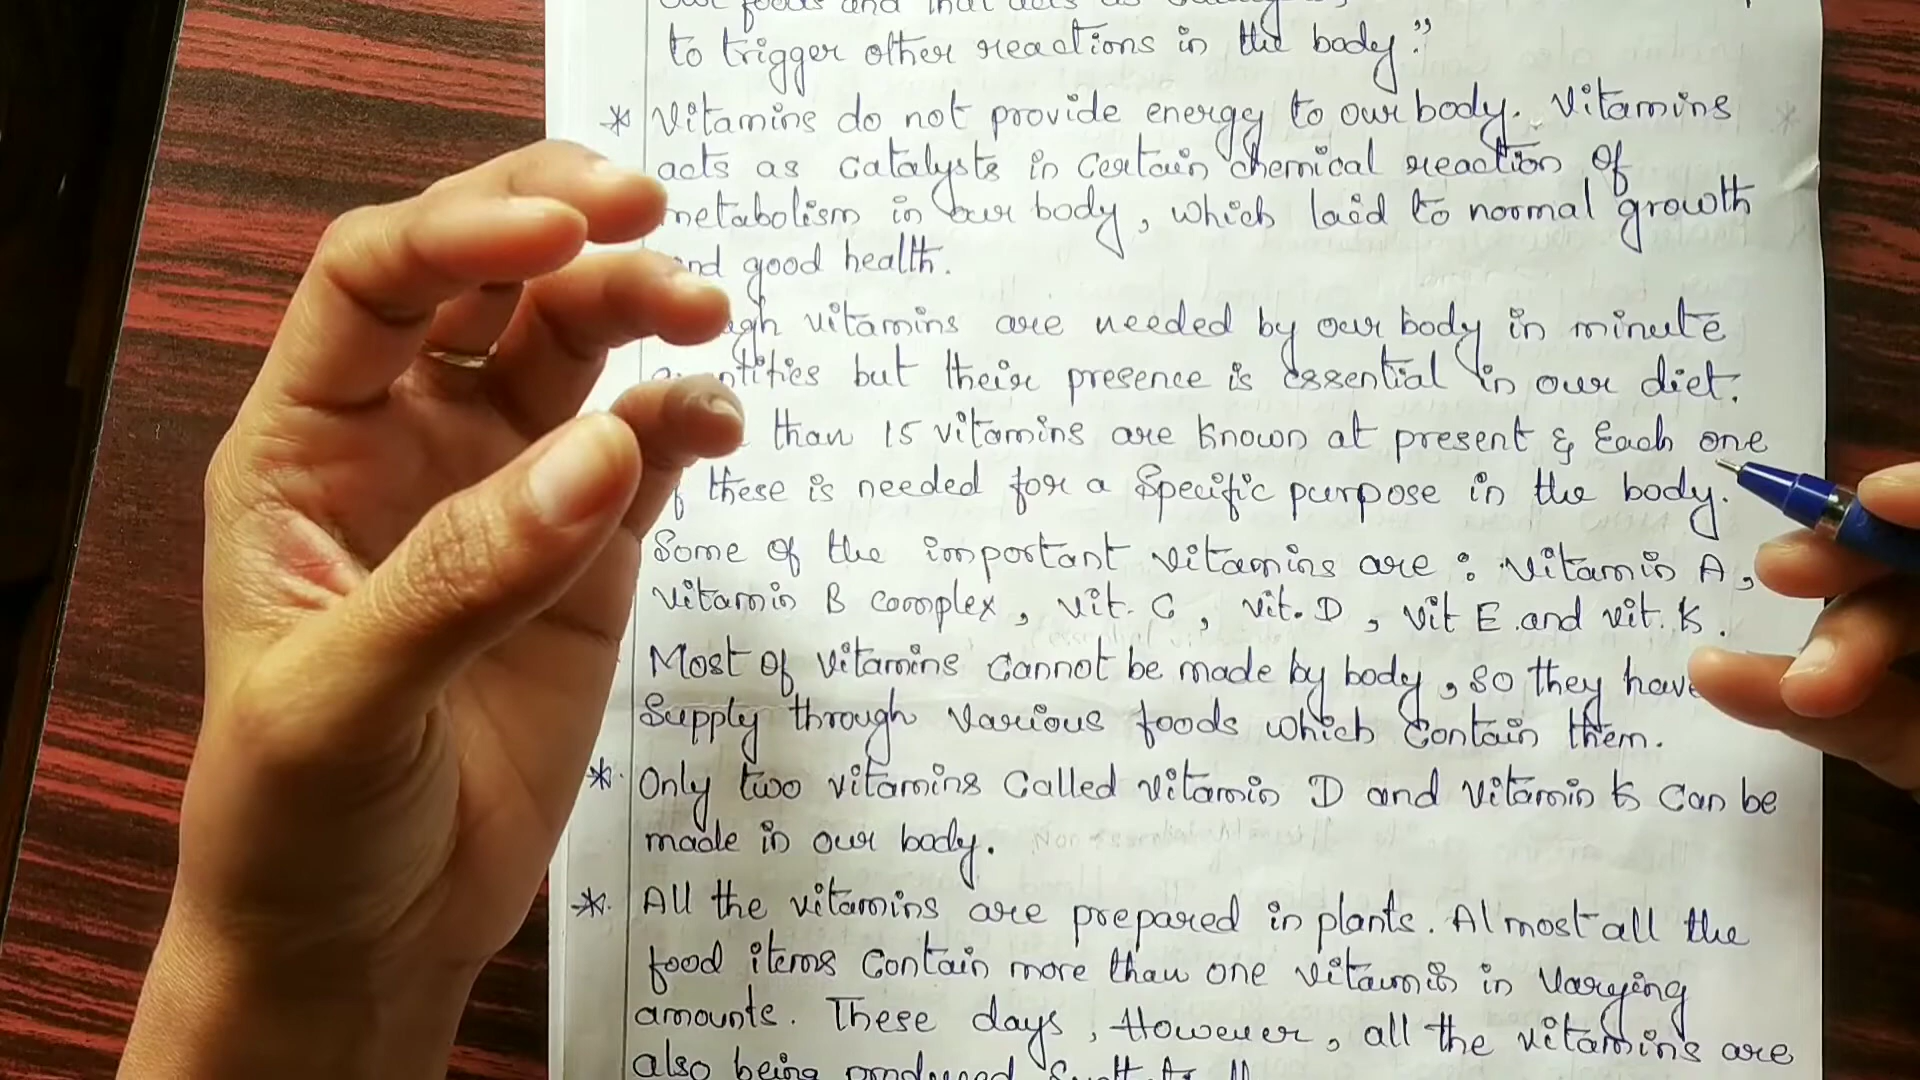 to trigger other reactions in the body."
* Vitamins do not provide energy to our body. Vitamins
acts as catalysts in certain chemical reaction of
metabolism in our body, which laid to normal growth
and good health.
vitamins are needed by our body in minute
but their presence is essential in our diet.
than 15 vitamins are known at present & Each one
these is needed for a specific purpose in the body.
Some of the important vitamins are : Vitamin A,
Vitamin B complex, Vit. C, Vit. D, Vit E and vit. K.
Most of vitamins cannot be made by body, so they have
Supply through various foods which contain them.
* Only two vitamins called vitamin D and vitamin K can be
made in our body.
* All the vitamins are prepared in plants. Almost all the
food items contain more than one vitamin in varying
amounts. These days, However, all the vitamins are
also being